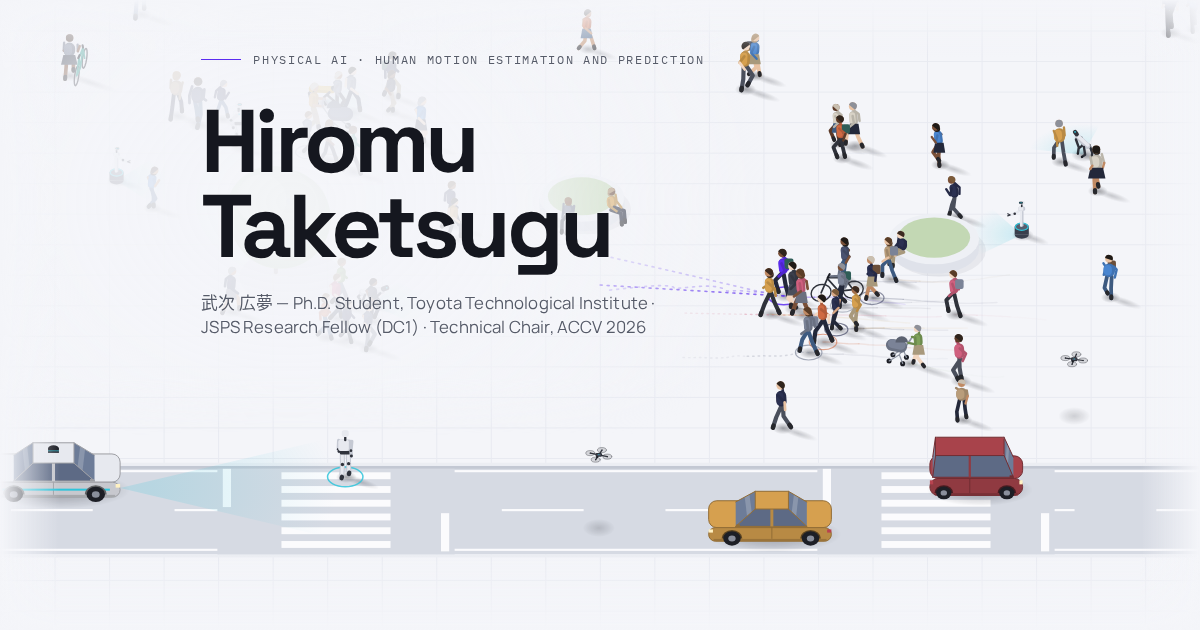 PHYSICAL AI · HUMAN MOTION ESTIMATION AND PREDICTION
Hiromu
Taketsugu
武次 広夢 — Ph.D. Student, Toyota Technological Institute ·
JSPS Research Fellow (DC1) · Technical Chair, ACCV 2026